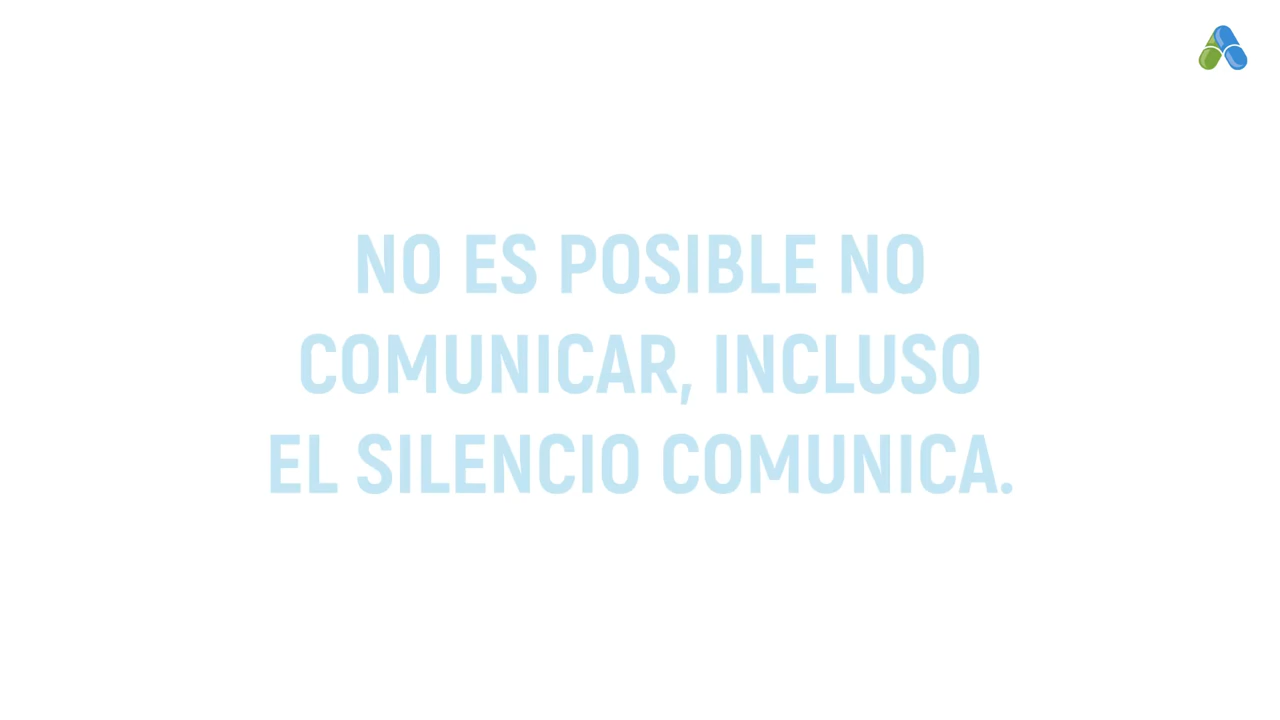 NO ES POSIBLE NO
COMUNICAR, INCLUSO
EL SILENCIO COMUNICA.